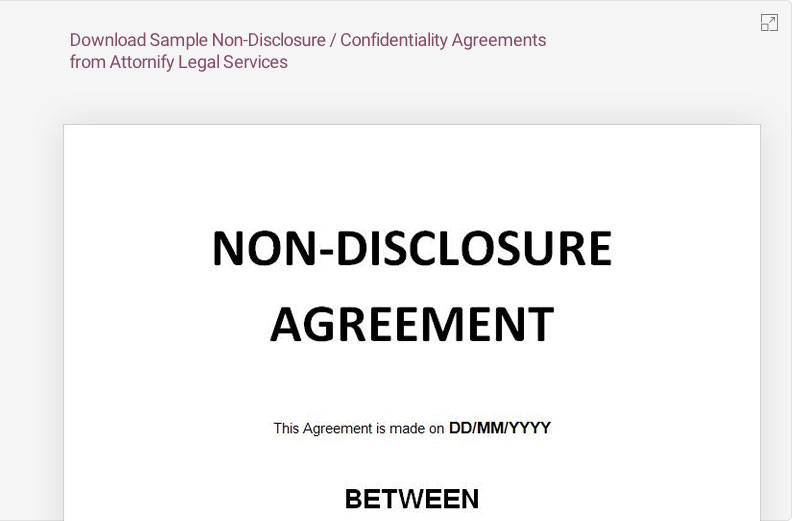 Download Sample Non-Disclosure / Confidentiality Agreements
from Attornify Legal Services
NON-DISCLOSURE
AGREEMENT
This Agreement is made on DD/MM/YYYY
BETWEEN